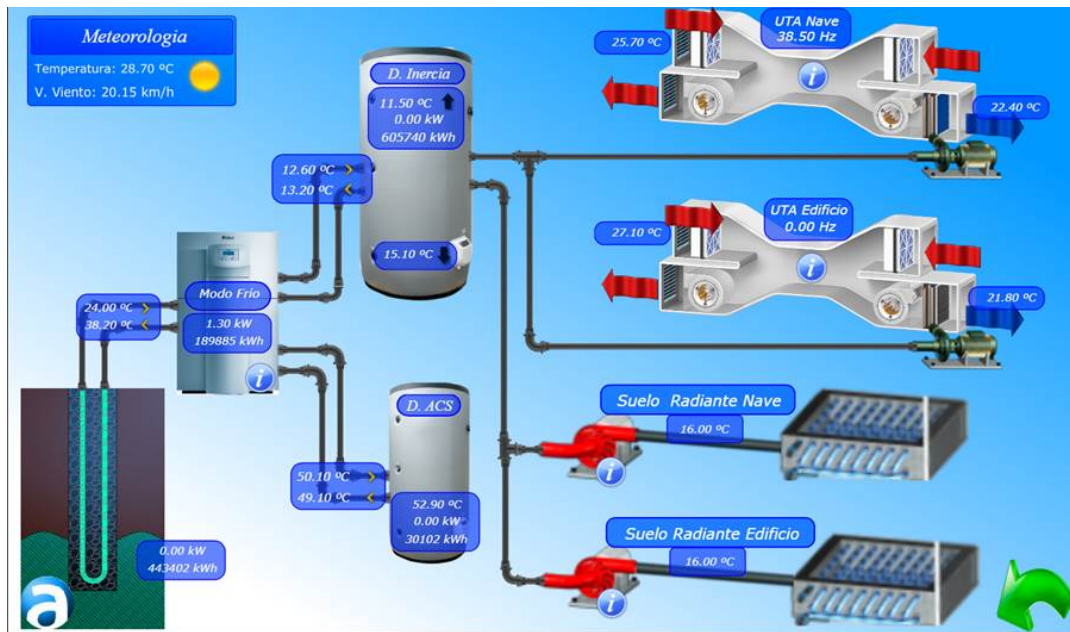 Meteorologia
Temperatura: 28.70 ºC
V. Viento: 20.15 km/h
D. Inercia
11.50 ºC
0.00 kW
605740 kWh
12.60 ºC
13.20 ºC
15.10 ºC
UTA Nave
38.50 Hz
25.70 ºC
22.40 ºC
UTA Edificio
0.00 Hz
27.10 ºC
21.80 ºC
Modo Frio
1.30 kW
189885 kWh
24.00 ºC
38.20 ºC
D. ACS
50.10 ºC
49.10 ºC
52.90 ºC
0.00 kW
30102 kWh
Suelo Radiante Nave
16.00 ºC
Suelo Radiante Edificio
16.00 ºC
0.00 kW
443402 kWh
a
i
i
i
i
i